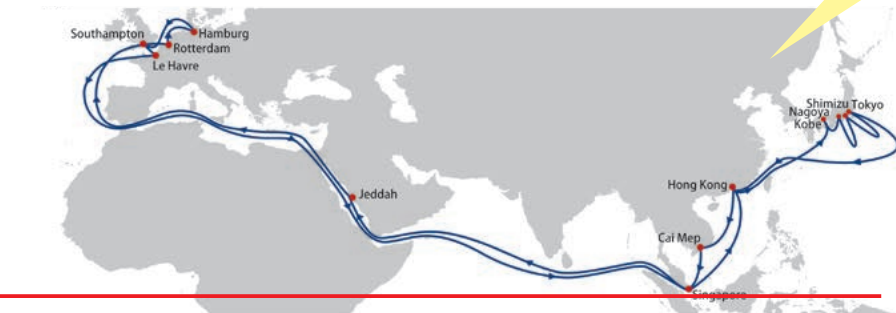 Southampton
Hamburg
Rotterdam
Le Havre
Shimizu Tokyo
Nagoya
Kobe
Jeddah
Hong Kong
Cai Mep
Singapore